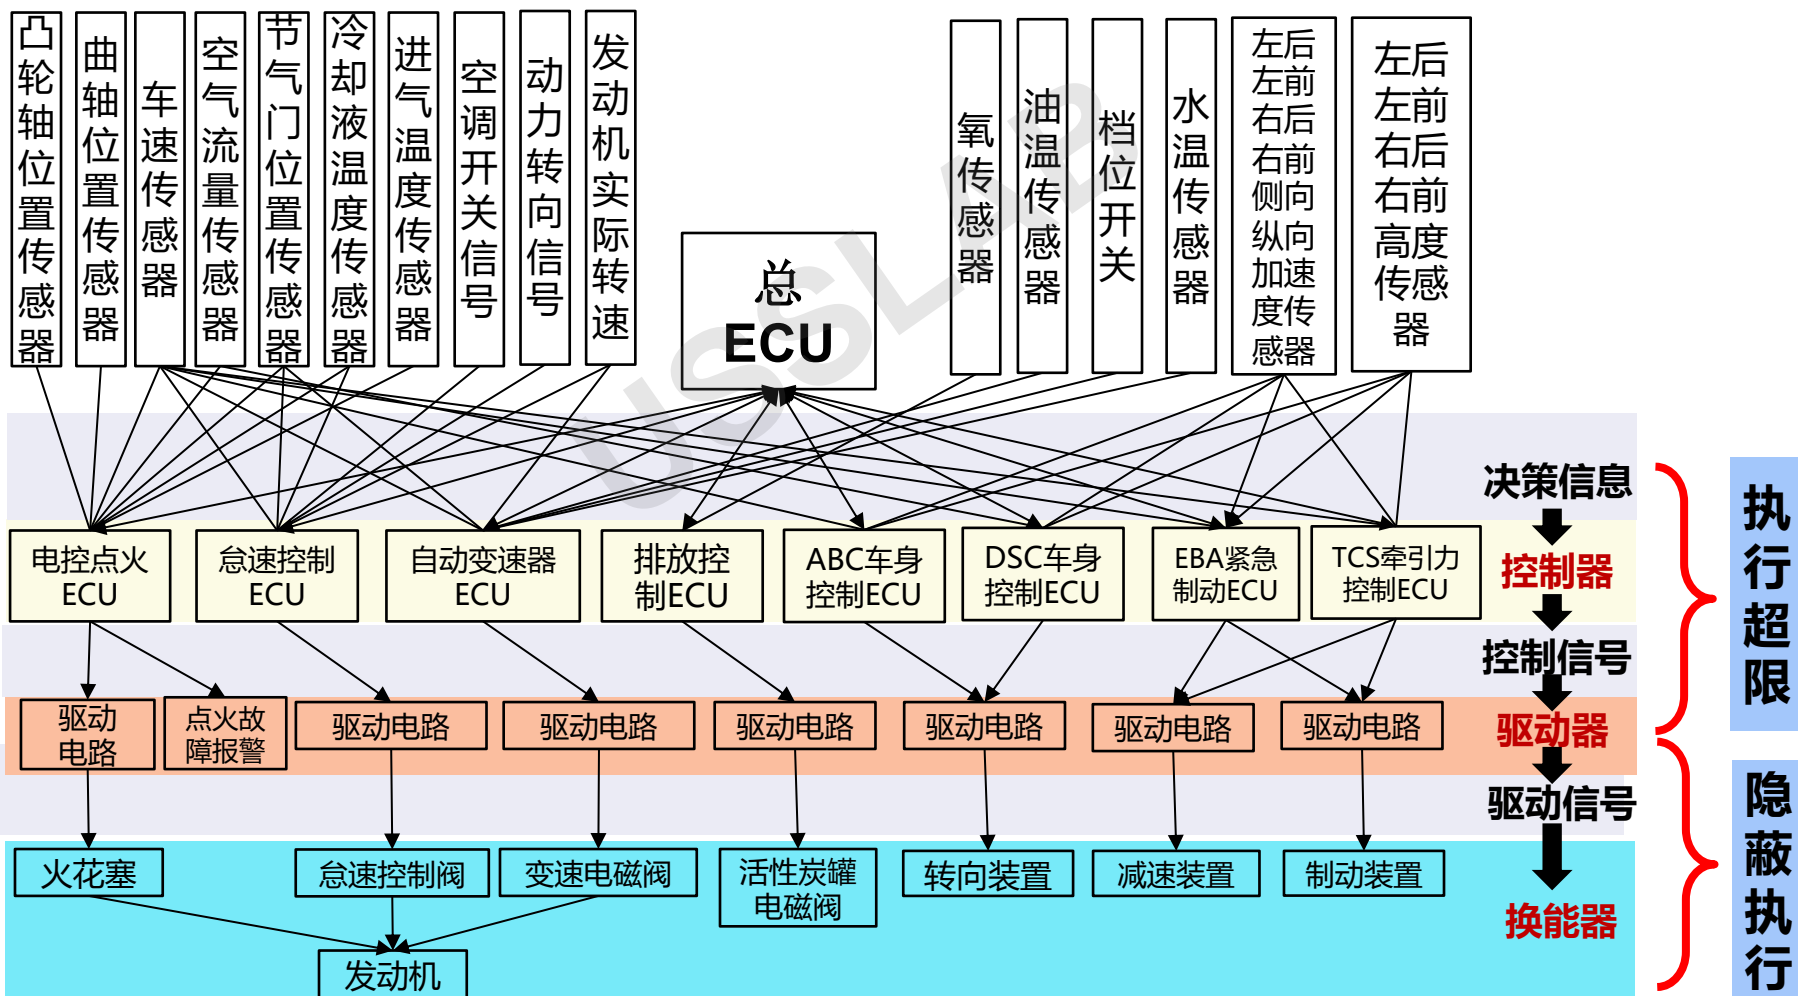 凸轮轴位置传感器
曲轴位置传感器
车速传感器
空气流量传感器
节气门位置传感器
冷却液温度传感器
进气温度传感器
空调开关信号
动力转向信号
发动机实际转速
总
ECU
氧传感器
油温传感器
档位开关
水温传感器
左后
左前
右后
右前
侧向
纵向
加速
度传
感器
左后
左前
右后
右前
高度
传感
器
USSLAB
决策信息
电控点火
ECU
怠速控制
ECU
自动变速器
ECU
排放控
制ECU
ABC车身
控制ECU
DSC车身
控制ECU
EBA紧急
制动ECU
TCS牵引力
控制ECU
控制器
控制信号
驱动
电路
点火故
障报警
驱动电路
驱动电路
驱动电路
驱动电路
驱动电路
驱动电路
驱动器
驱动信号
火花塞
怠速控制阀
变速电磁阀
活性炭罐
电磁阀
转向装置
减速装置
制动装置
换能器
发动机
执行超限
隐蔽执行